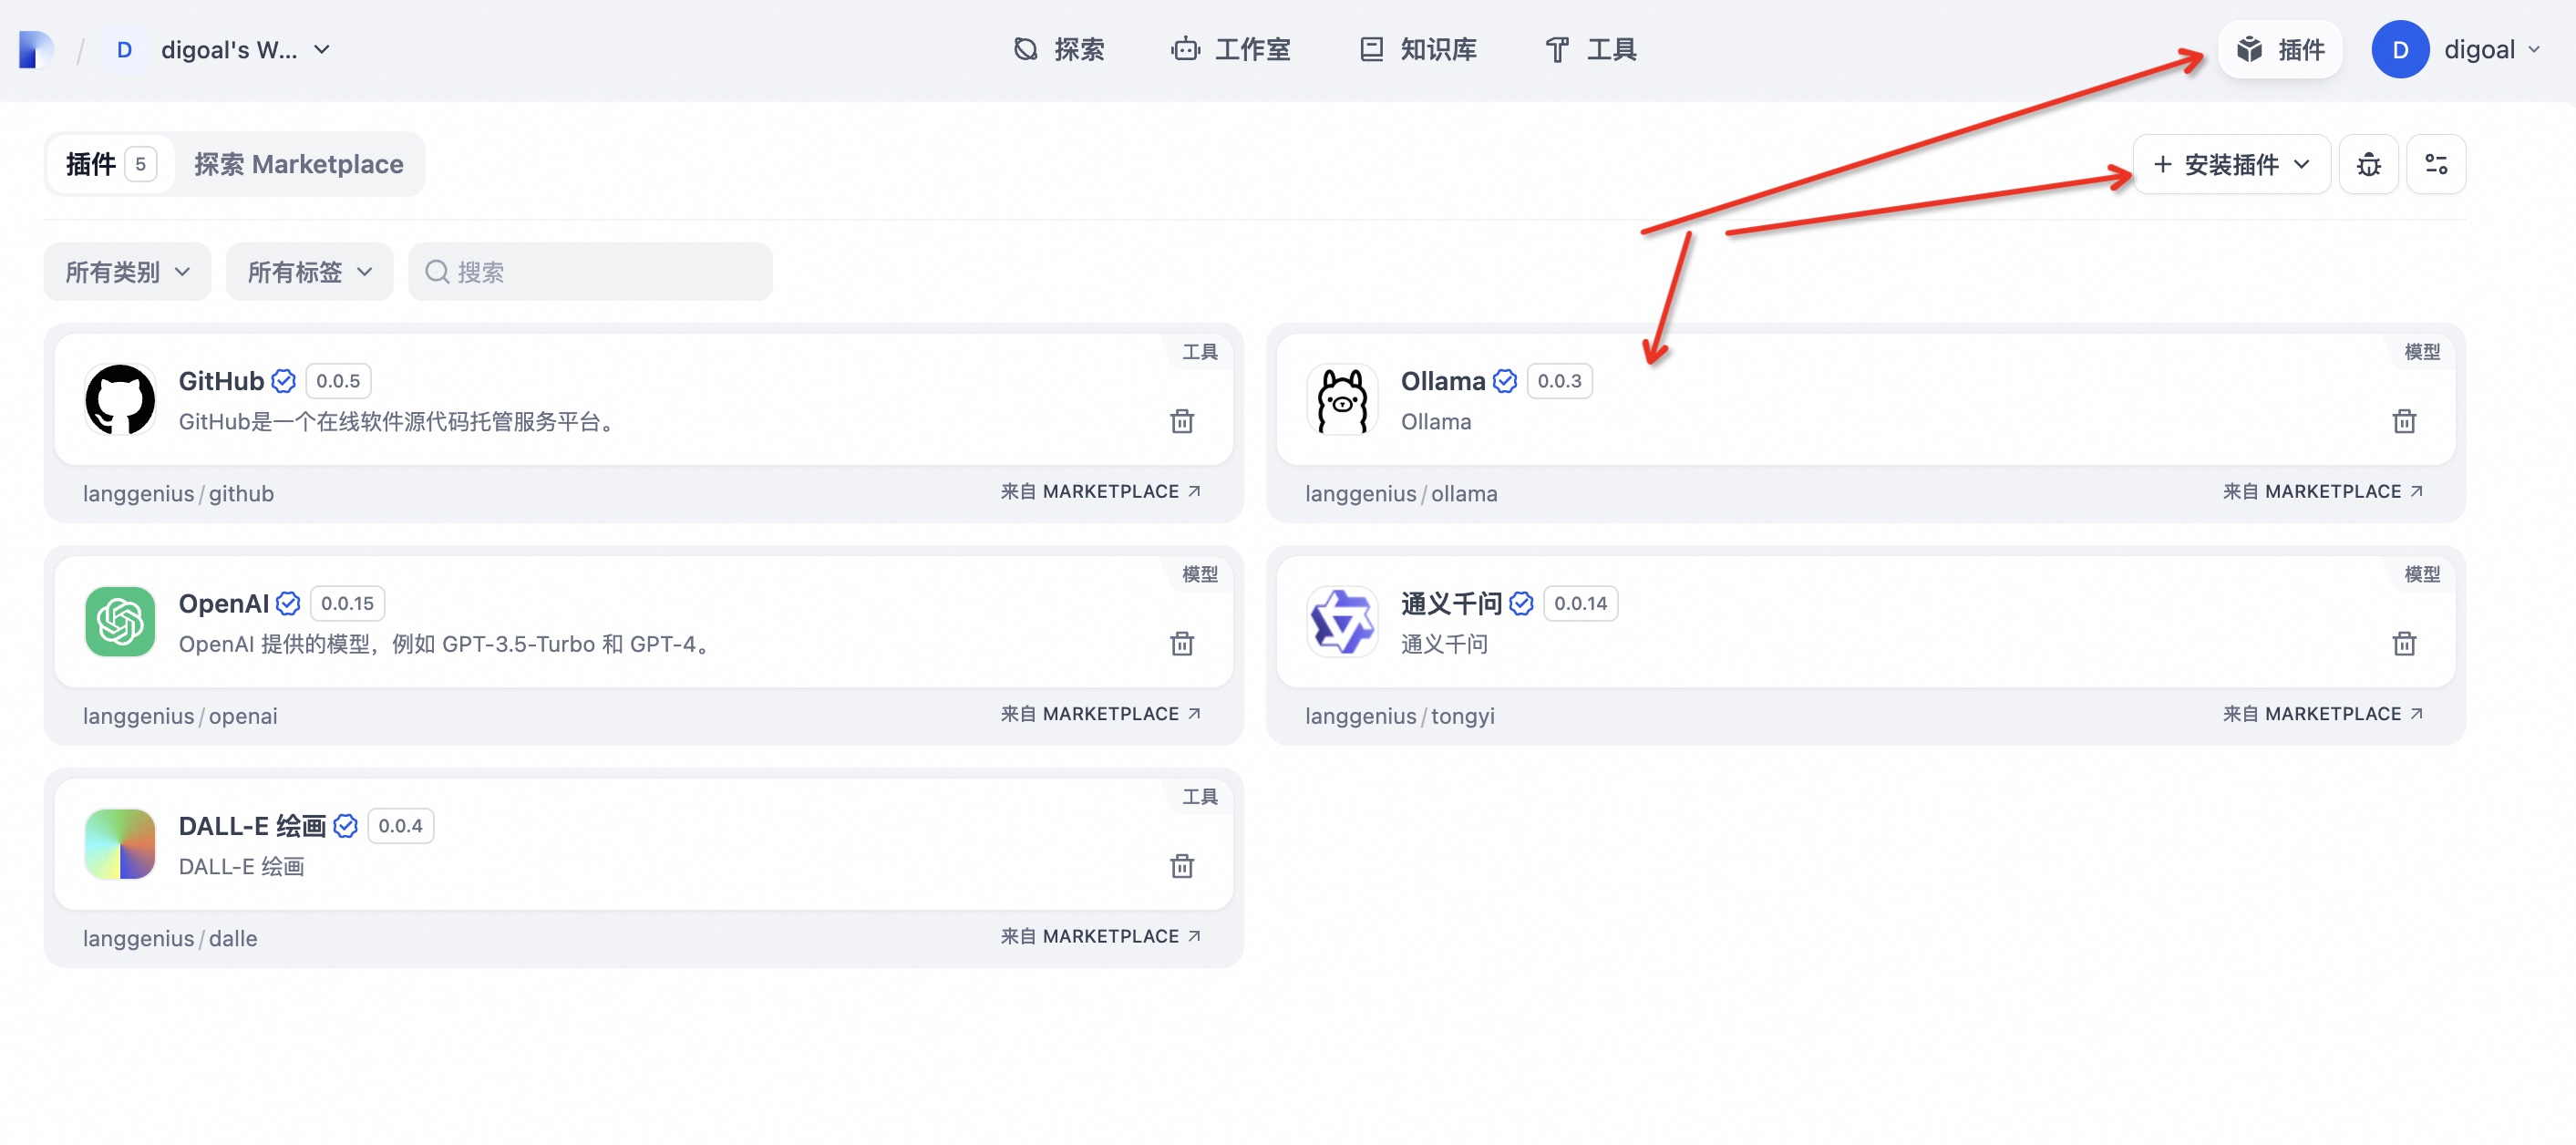 / D digoal's W...
探索 工作室 知识库 工具
插件 D digoal
插件 5 探索 Marketplace
+ 安装插件
所有类别 所有标签 搜索
工具
GitHub 0.0.5
GitHub是一个在线软件源代码托管服务平台。
langgenius / github 来自 MARKETPLACE
模型
Ollama 0.0.3
Ollama
langgenius / ollama 来自 MARKETPLACE
模型
OpenAI 0.0.15
OpenAI 提供的模型，例如 GPT-3.5-Turbo 和 GPT-4。
langgenius / openai 来自 MARKETPLACE
模型
通义千问 0.0.14
通义千问
langgenius / tongyi 来自 MARKETPLACE
工具
DALL-E 绘画 0.0.4
DALL-E 绘画
langgenius / dalle 来自 MARKETPLACE